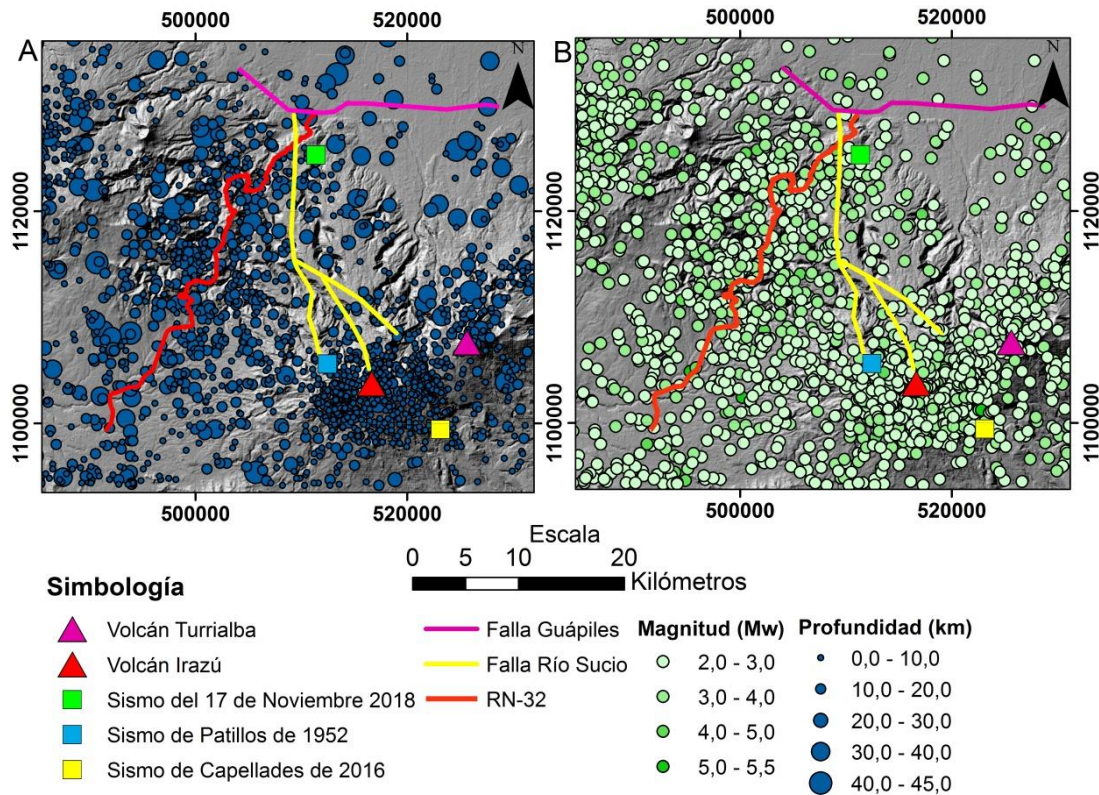 500000 520000 500000 520000
A N B N
1120000 1120000 1120000
1100000 1100000 1100000
500000 520000 500000 520000
Escala
0 5 10 20
Kilómetros
Simbología
Volcán Turrialba
Volcán Irazú
Sismo del 17 de Noviembre 2018
Sismo de Patillos de 1952
Sismo de Capellades de 2016
Falla Guápiles
Falla Río Sucio
RN-32
Magnitud (Mw)
2,0 - 3,0
3,0 - 4,0
4,0 - 5,0
5,0 - 5,5
Profundidad (km)
0,0 - 10,0
10,0 - 20,0
20,0 - 30,0
30,0 - 40,0
40,0 - 45,0